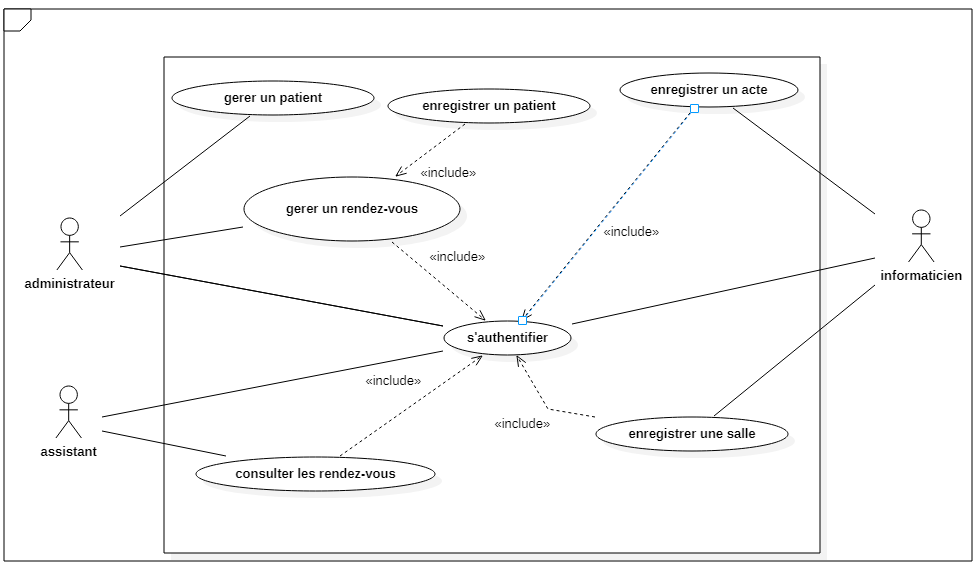 gerer un patient
enregistrer un patient
enregistrer un acte
«include»
gerer un rendez-vous
«include»
«include»
administrateur
informaticien
s'authentifier
«include»
«include»
assistant
enregistrer une salle
consulter les rendez-vous